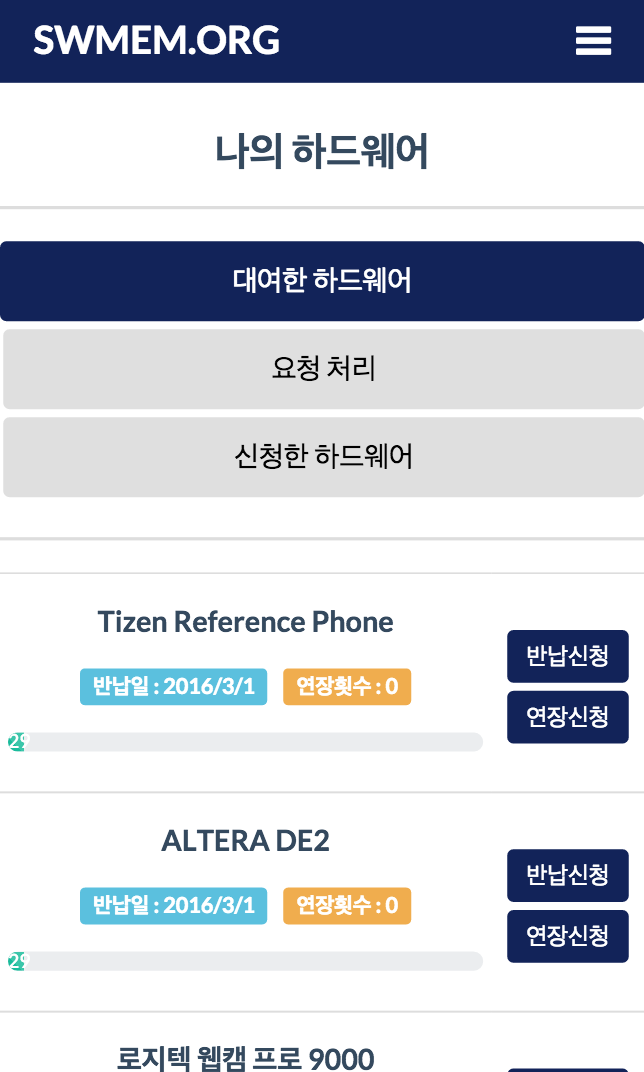 SWMEM.ORG
나의 하드웨어
대여한 하드웨어
요청 처리
신청한 하드웨어
Tizen Reference Phone
반납일 : 2016/3/1 연장횟수 : 0
29
반납신청
연장신청
ALTERA DE2
반납일 : 2016/3/1 연장횟수 : 0
29
반납신청
연장신청
로지텍 웹캠 프로 9000